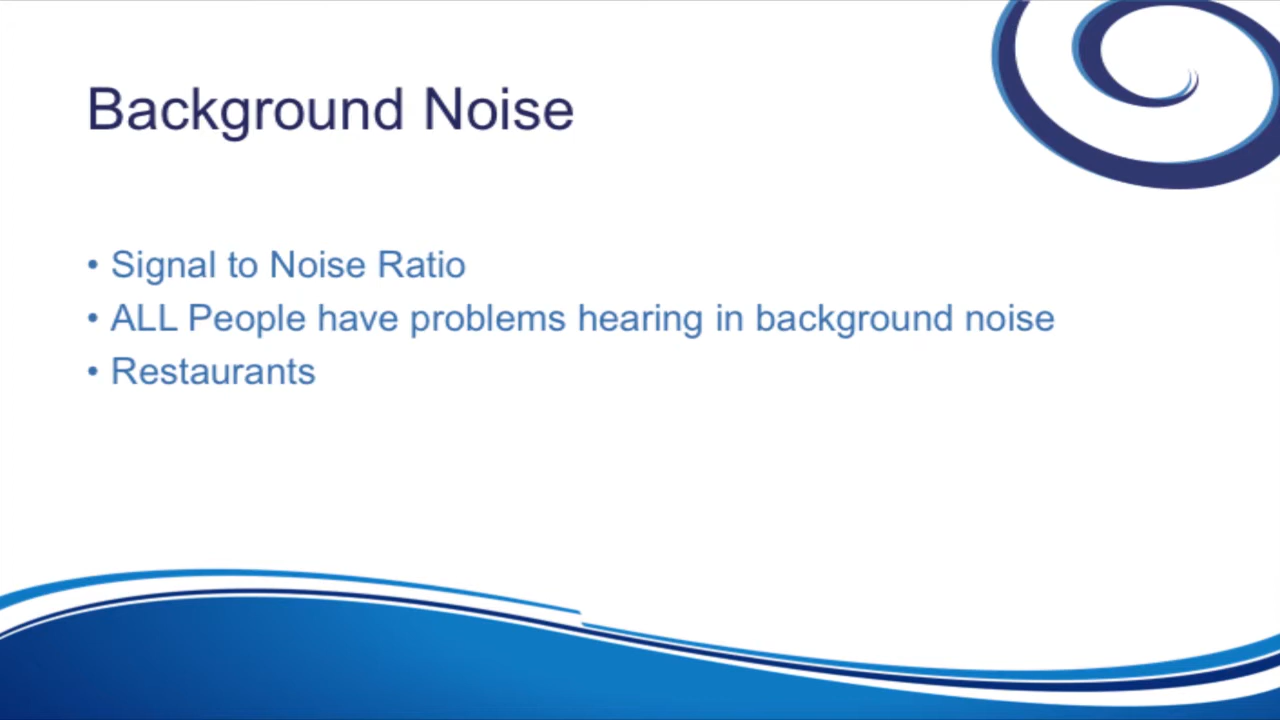 Background Noise
• Signal to Noise Ratio
• ALL People have problems hearing in background noise
• Restaurants